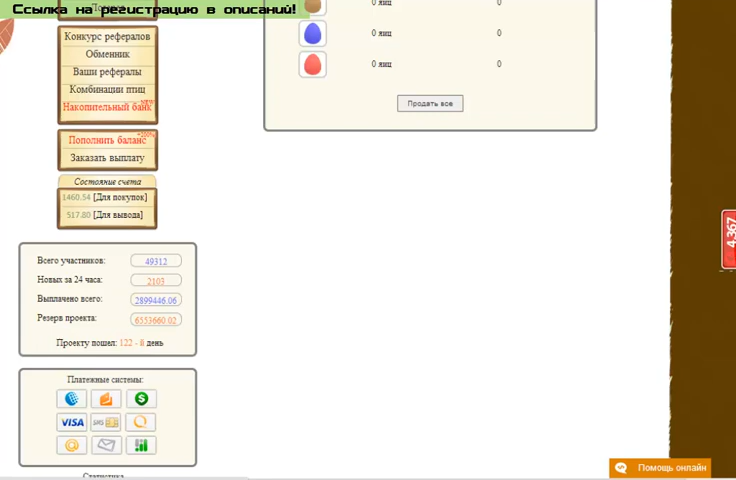 Ссылка на регистрацию в описаний!
Конкурс рефералов
Обменник
Ваши рефералы
Комбинации птиц
Накопительный банк NEW
Пополнить баланс +200%
Заказать выплату
Состояние счета
1460.54 [Для покупок]
517.80 [Для вывода]
0 яиц 0
0 яиц 0
0 яиц 0
Продать все
Всего участников: 49312
Новых за 24 часа: 2103
Выплачено всего: 2899446.06
Резерв проекта: 6553660.02
Проекту пошел: 122 - й день
Платежные системы:
VISA SMS
Статистика
4,367
Помощь онлайн